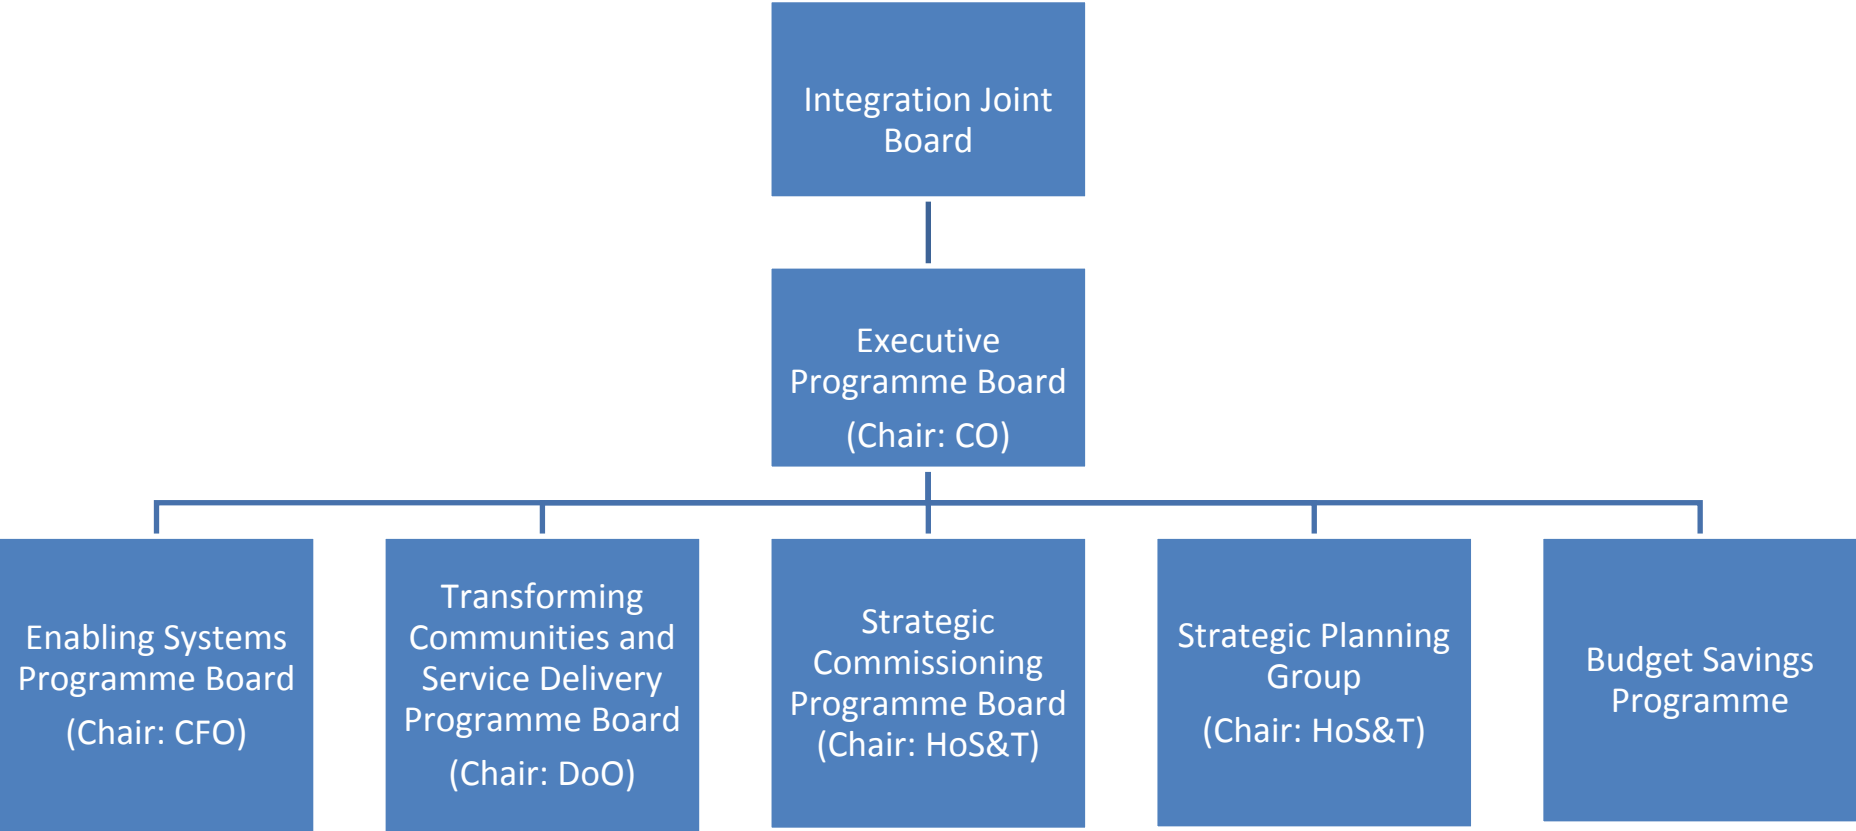 Integration Joint
Board
Executive
Programme Board
(Chair: CO)
Enabling Systems
Programme Board
(Chair: CFO)
Transforming
Communities and
Service Delivery
Programme Board
(Chair: DoO)
Strategic
Commissioning
Programme Board
(Chair: HoS&T)
Strategic Planning
Group
(Chair: HoS&T)
Budget Savings
Programme